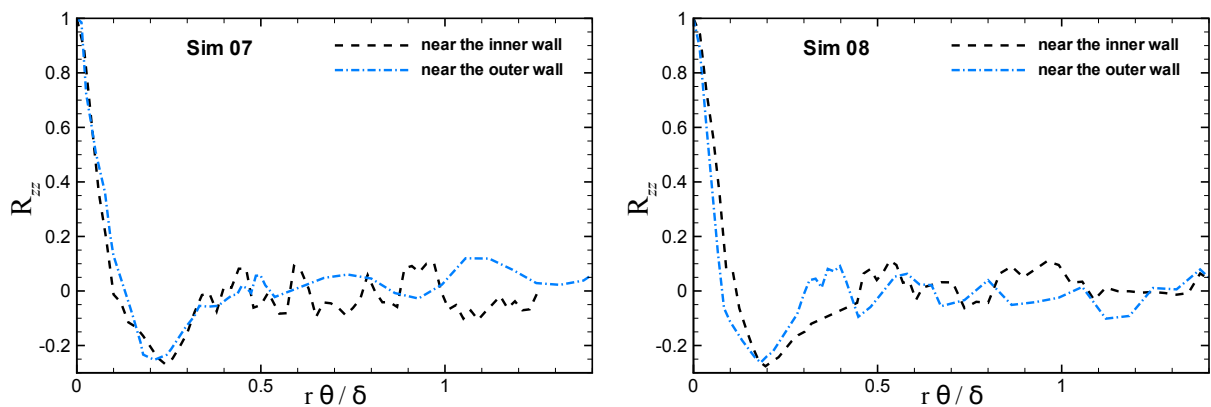 1
0.8
0.6
0.4
0.2
0
-0.2
R_zz
Sim 07
near the inner wall
near the outer wall
0
0.5
1
r θ / δ
1
0.8
0.6
0.4
0.2
0
-0.2
R_zz
Sim 08
near the inner wall
near the outer wall
0
0.5
1
r θ / δ